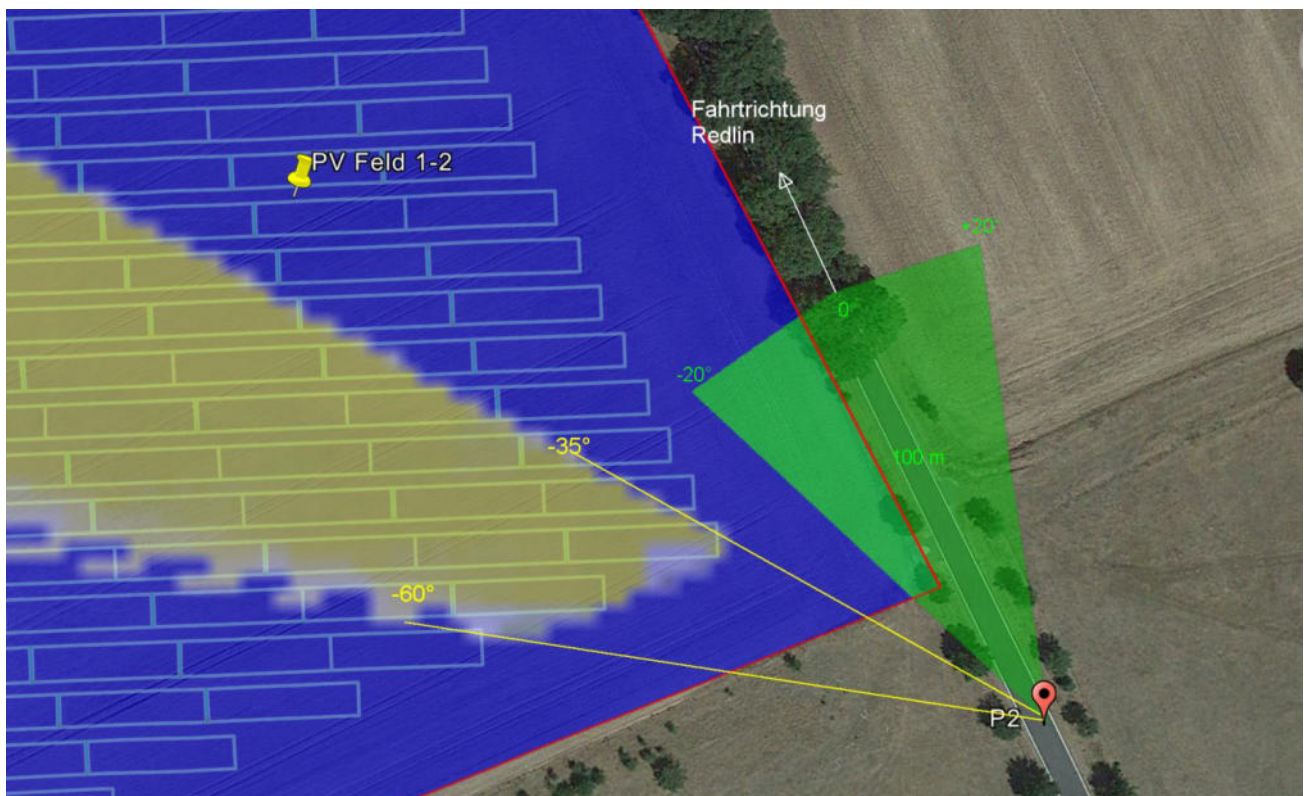 Fahrtrichtung
Redlin
PV Feld 1-2
+20°
0°
-20°
-35°
100 m
-60°
P2